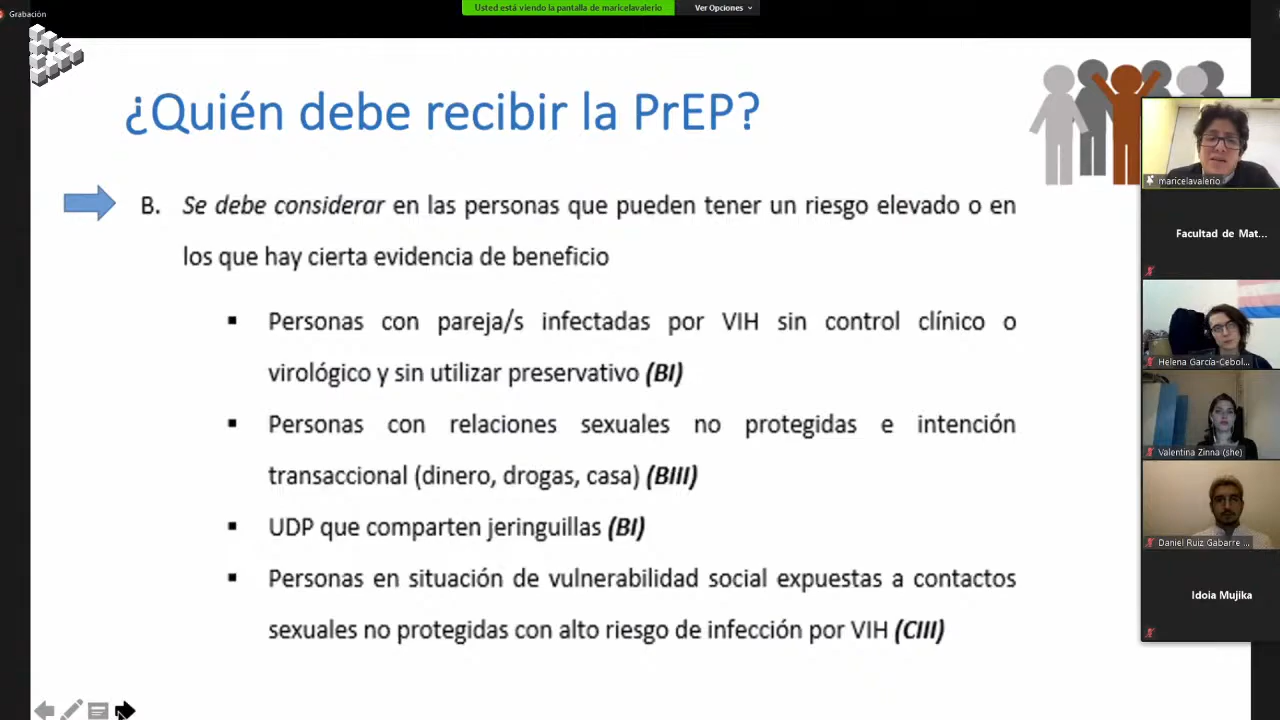 Grabación
Usted está viendo la pantalla de maricelavalerio
Ver Opciones
¿Quién debe recibir la PrEP?
B. Se debe considerar en las personas que pueden tener un riesgo elevado o en
los que hay cierta evidencia de beneficio
▪ Personas con pareja/s infectadas por VIH sin control clínico o
virológico y sin utilizar preservativo (BI)
▪ Personas con relaciones sexuales no protegidas e intención
transaccional (dinero, drogas, casa) (BIII)
▪ UDP que comparten jeringuillas (BI)
▪ Personas en situación de vulnerabilidad social expuestas a contactos
sexuales no protegidas con alto riesgo de infección por VIH (CIII)
maricelavalerio
Facultad de Mat...
Helena García-Cebol...
Valentina Zinna (she)
Daniel Ruiz Gabarre ...
Idoia Mujika